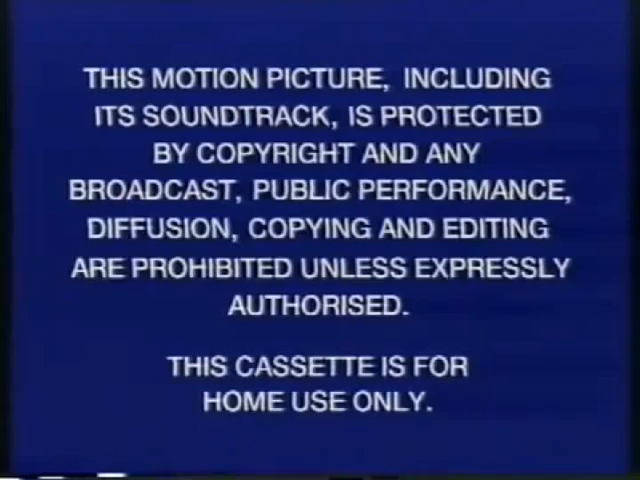 THIS MOTION PICTURE, INCLUDING
ITS SOUNDTRACK, IS PROTECTED
BY COPYRIGHT AND ANY
BROADCAST, PUBLIC PERFORMANCE,
DIFFUSION, COPYING AND EDITING
ARE PROHIBITED UNLESS EXPRESSLY
AUTHORISED.
THIS CASSETTE IS FOR
HOME USE ONLY.